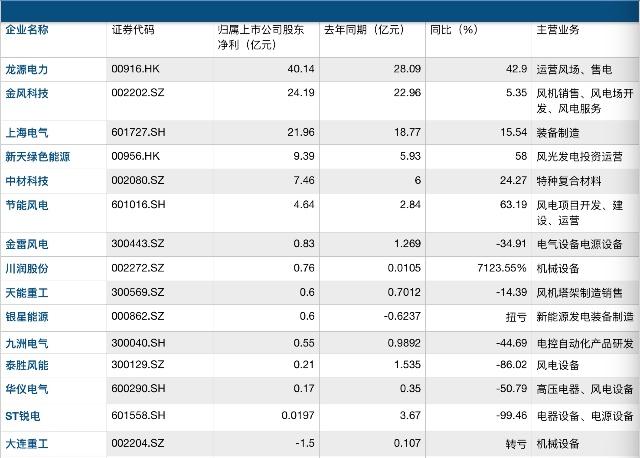 企业名称 证券代码 归属上市公司股东 去年同期（亿元） 同比（%） 主营业务
净利（亿元）
龙源电力 00916.HK 40.14 28.09 42.9 运营风场、售电
金风科技 002202.SZ 24.19 22.96 5.35 风机销售、风电场开
发、风电服务
上海电气 601727.SH 21.96 18.77 15.54 装备制造
新天绿色能源 00956.HK 9.39 5.93 58 风光发电投资运营
中材科技 002080.SZ 7.46 6 24.27 特种复合材料
节能风电 601016.SH 4.64 2.84 63.19 风电项目开发、建
设、运营
金雷风电 300443.SZ 0.83 1.269 -34.91 电气设备电源设备
川润股份 002272.SZ 0.76 0.0105 7123.55% 机械设备
天能重工 300569.SZ 0.6 0.7012 -14.39 风机塔架制造销售
银星能源 000862.SZ 0.6 -0.6237 扭亏 新能源发电装备制造
九洲电气 300040.SH 0.55 0.9892 -44.69 电控自动化产品研发
泰胜风能 300129.SZ 0.21 1.535 -86.02 风电设备
华仪电气 600290.SH 0.17 0.35 -50.79 高压电器、风电设备
ST锐电 601558.SH 0.0197 3.67 -99.46 电器设备、电源设备
大连重工 002204.SZ -1.5 0.107 转亏 机械设备